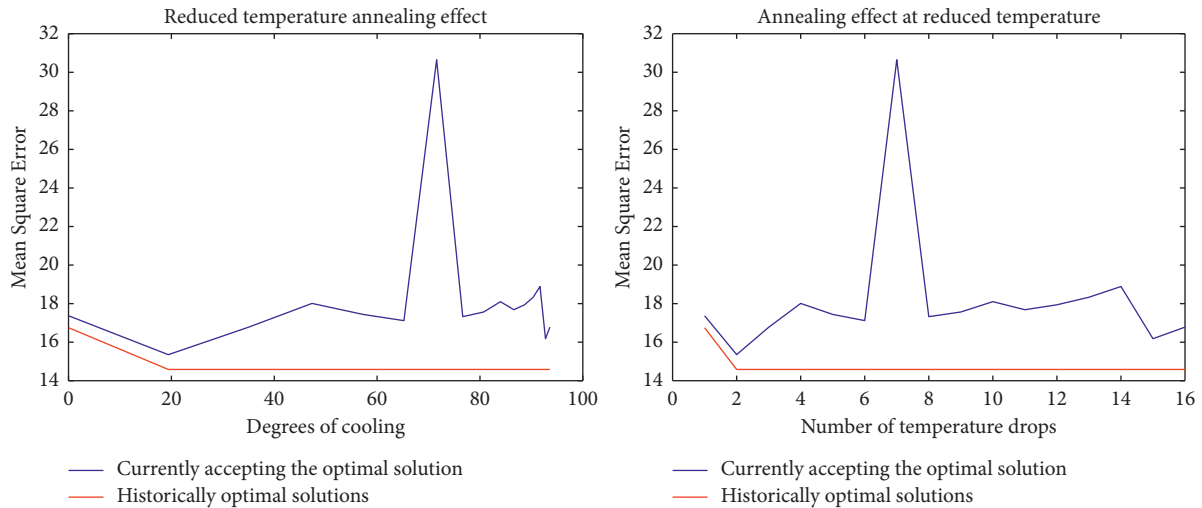 Reduced temperature annealing effect
32
30
28
26
24
22
20
18
16
14
Mean Square Error
0 20 40 60 80 100
Degrees of cooling
Currently accepting the optimal solution
Historically optimal solutions
Annealing effect at reduced temperature
32
30
28
26
24
22
20
18
16
14
Mean Square Error
0 2 4 6 8 10 12 14 16
Number of temperature drops
Currently accepting the optimal solution
Historically optimal solutions